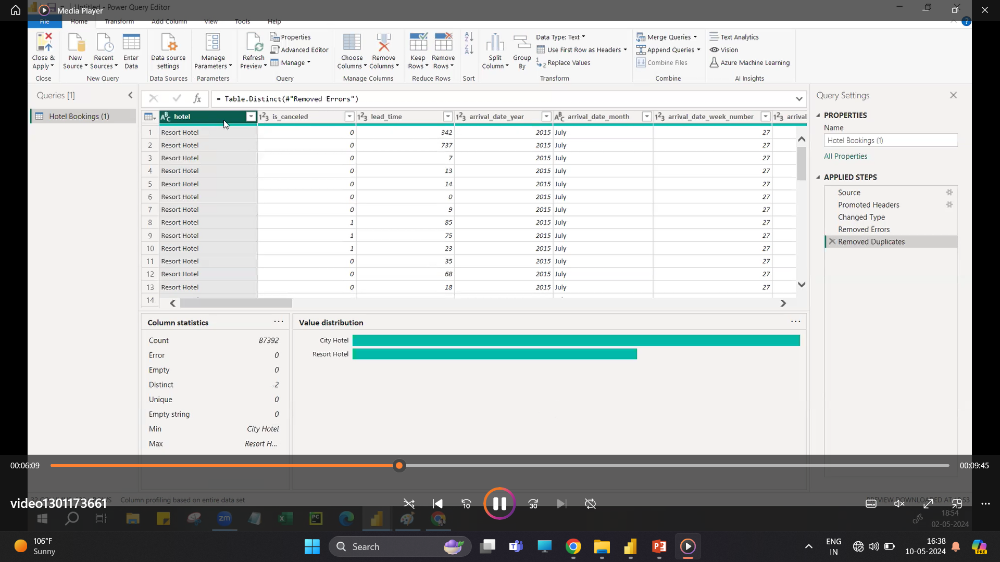 Media Player
Untitled - Power Query Editor
File Home Transform Add Column View Tools Help
Close & Apply
New Source
Recent Sources
Enter Data
Data source settings
Manage Parameters
Refresh Preview
Properties
Advanced Editor
Manage
Choose Columns
Remove Columns
Keep Rows
Remove Rows
Split Column
Group By
Data Type: Text
Use First Row as Headers
Replace Values
Merge Queries
Append Queries
Combine Files
Text Analytics
Vision
Azure Machine Learning
Close New Query Data Sources Parameters Query Manage Columns Reduce Rows Sort Transform Combine AI Insights
Queries [1]
Hotel Bookings (1)
= Table.Distinct(#"Removed Errors")
hotel is_canceled lead_time arrival_date_year arrival_date_month arrival_date_week_number arrival
1 Resort Hotel 0 342 2015 July 27
2 Resort Hotel 0 737 2015 July 27
3 Resort Hotel 0 7 2015 July 27
4 Resort Hotel 0 13 2015 July 27
5 Resort Hotel 0 14 2015 July 27
6 Resort Hotel 0 0 2015 July 27
7 Resort Hotel 0 9 2015 July 27
8 Resort Hotel 1 85 2015 July 27
9 Resort Hotel 1 75 2015 July 27
10 Resort Hotel 1 23 2015 July 27
11 Resort Hotel 0 35 2015 July 27
12 Resort Hotel 0 68 2015 July 27
13 Resort Hotel 0 18 2015 July 27
14
Column statistics
Count 87392
Error 0
Empty 0
Distinct 2
Unique 0
Empty string 0
Min City Hotel
Max Resort H...
Value distribution
City Hotel
Resort Hotel
Query Settings
PROPERTIES
Name
Hotel Bookings (1)
All Properties
APPLIED STEPS
Source
Promoted Headers
Changed Type
Removed Errors
Removed Duplicates
00:06:09
00:09:45
video1301173661
Column profiling based on entire data set
PREVIEW DOWNLOADED AT
10
30
zm
PC
18:54
02-05-2024
106°F
Sunny
Search
ENG
IN
16:38
10-05-2024
PRE